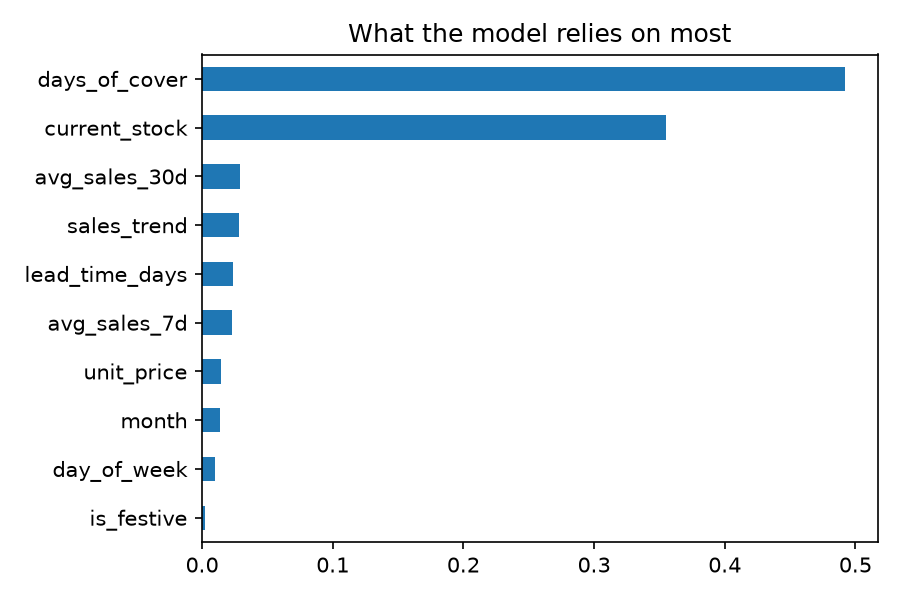 What the model relies on most
days_of_cover
current_stock
avg_sales_30d
sales_trend
lead_time_days
avg_sales_7d
unit_price
month
day_of_week
is_festive
0.0 0.1 0.2 0.3 0.4 0.5